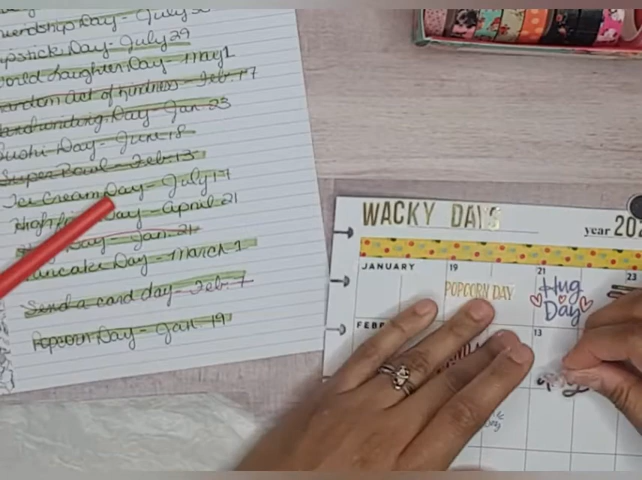 Friendship Day - July 30
Lipstick Day - July 29
World Laughter Day - May 1
Random Act of Kindness - Feb. 17
Handwriting Day - Jan. 23
Sushi Day - June 18
Super Bowl - Feb. 13
Ice Cream Day - July 17
Day - April 21
Day - Jan. 21
Pancake Day - March 1
Send a card day - Feb. 7
Popcorn Day - Jan. 19
WACKY DAYS
year 202
JANUARY
19
21
23
POPCORN DAY
Hug
Day
13